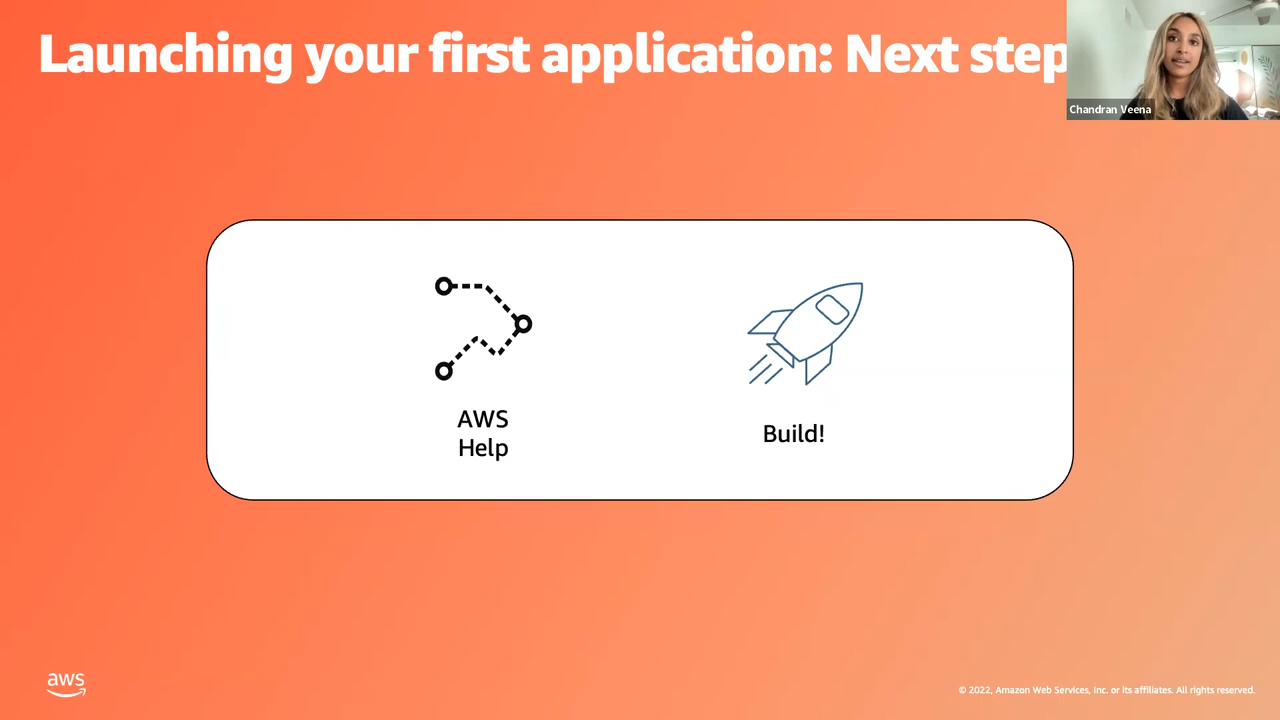 Launching your first application: Next step
Chandran Veena
AWS
Help
Build!
aws
© 2022, Amazon Web Services, Inc. or its affiliates. All rights reserved.